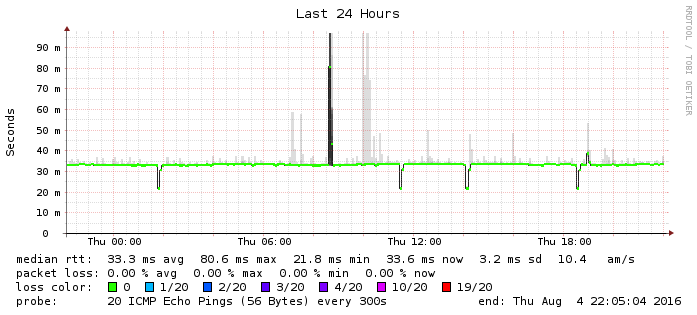 Last 24 Hours
RRDTOOL / TOBI OETIKER
Seconds
90 m
80 m
70 m
60 m
50 m
40 m
30 m
20 m
10 m
0
Thu 00:00 Thu 06:00 Thu 12:00 Thu 18:00
median rtt: 33.3 ms avg 80.6 ms max 21.8 ms min 33.6 ms now 3.2 ms sd 10.4 am/s
packet loss: 0.00 % avg 0.00 % max 0.00 % min 0.00 % now
loss color: 0 1/20 2/20 3/20 4/20 10/20 19/20
probe: 20 ICMP Echo Pings (56 Bytes) every 300s end: Thu Aug 4 22:05:04 2016